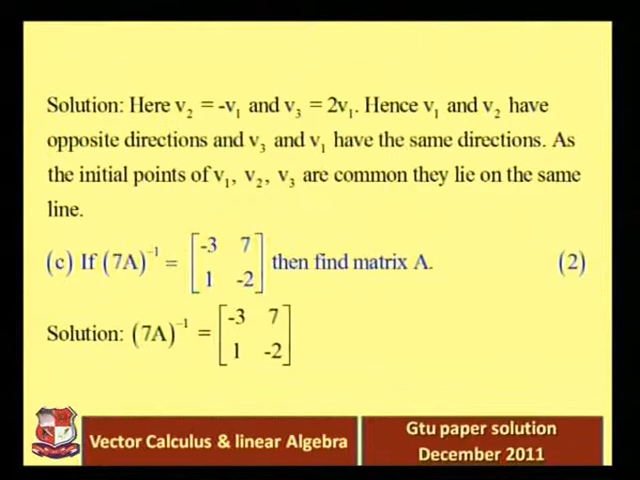 Solution: Here v₂ = -v₁ and v₃ = 2v₁. Hence v₁ and v₂ have
opposite directions and v₃ and v₁ have the same directions. As
the initial points of v₁, v₂, v₃ are common they lie on the same
line.
(c) If (7A)⁻¹ = [-3 7; 1 -2] then find matrix A. (2)
Solution: (7A)⁻¹ = [-3 7; 1 -2]
Vector Calculus & linear Algebra
Gtu paper solution
December 2011